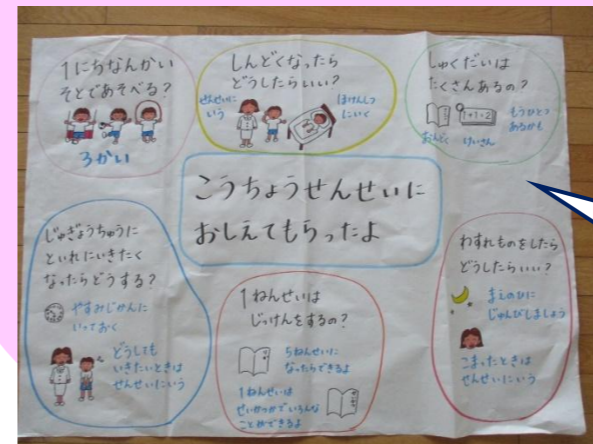 1にちなんかい
そとであそべる?
3かい
しんどくなったら
どうしたらいい?
せんせいに
いう
ほけんしつ
にいく
しゅくだいは
たくさんあるの?
1+1=2
おんどく
けいさん
もうひとつ
あるかも
こうちょうせんせいに
おしえてもらったよ
じゅぎょうちゅうに
といれにいきたく
なったらどうする?
やすみじかんに
いっておく
どうしても
いきたいときは
せんせいにいう
1ねんせいは
じっけんをするの?
5ねんせいに
なったらできるよ
1ねんせいは
せいかつかでいろんな
ことができるよ
わすれものをしたら
どうしたらいい?
まえのひに
じゅんびしましょう
こまったときは
せんせいにいう